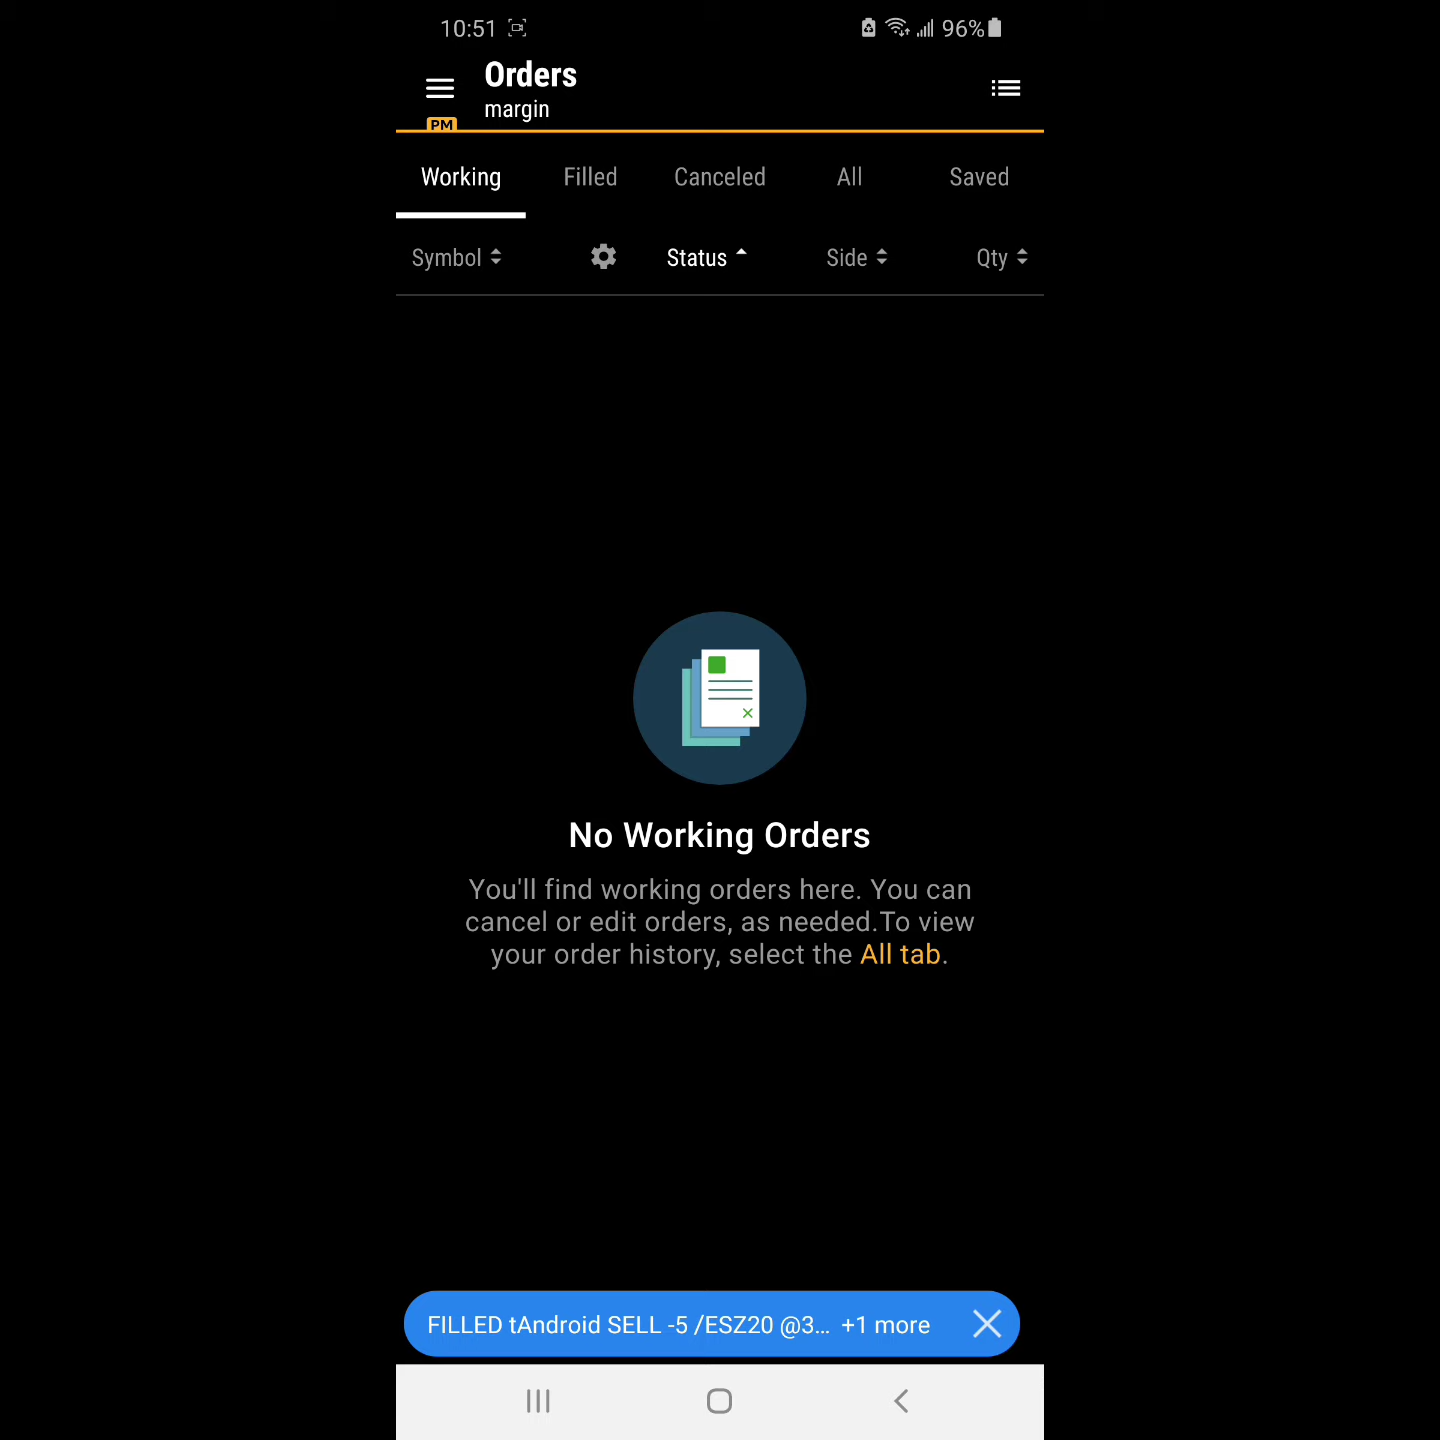 10:51
96%
Orders
margin
PM
Working Filled Canceled All Saved
Symbol Status Side Qty
No Working Orders
You'll find working orders here. You can
cancel or edit orders, as needed.To view
your order history, select the All tab.
FILLED tAndroid SELL -5 /ESZ20 @3... +1 more